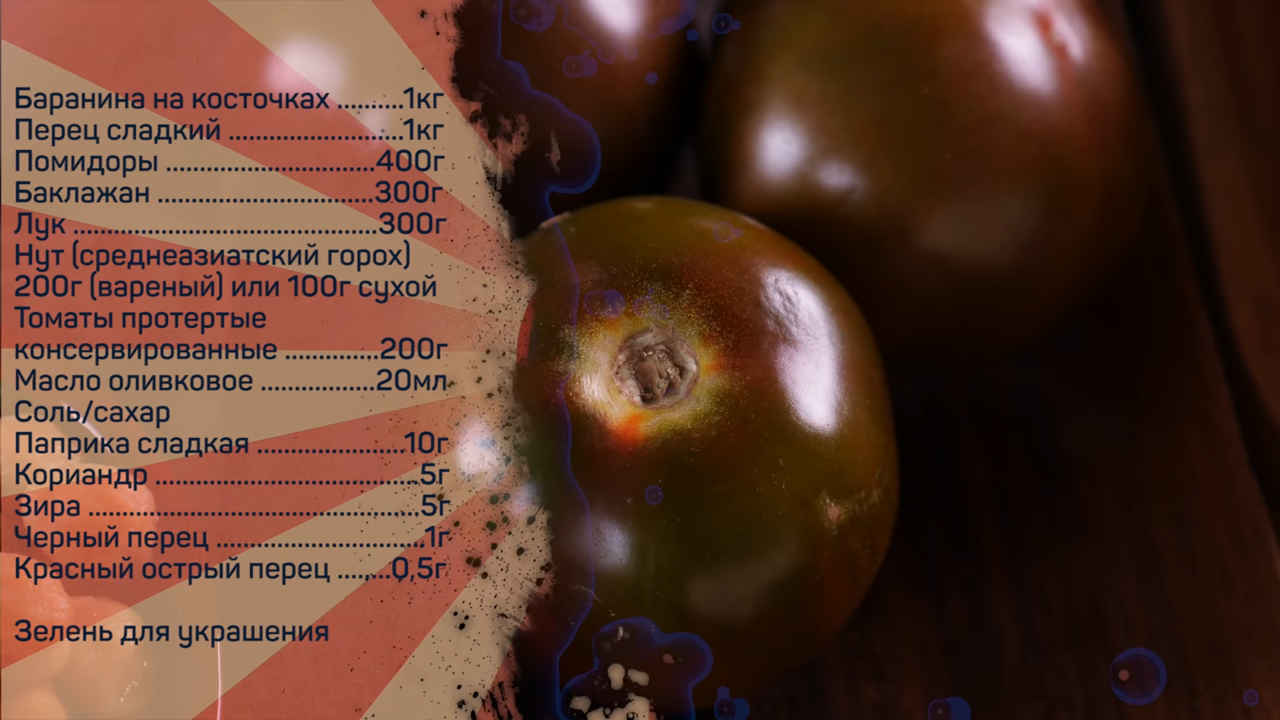 Баранина на косточках ..........1кг
Перец сладкий ..........................1кг
Помидоры ...............................400г
Баклажан ................................300г
Лук .............................................300г
Нут (среднеазиатский горох)
200г (вареный) или 100г сухой
Томаты протертые
консервированные ..............200г
Масло оливковое .................20мл
Соль/сахар
Паприка сладкая .......................10г
Кориандр .......................................5г
Зира .................................................5г
Черный перец ...............................1г
Красный острый перец ........0,5г
Зелень для украшения